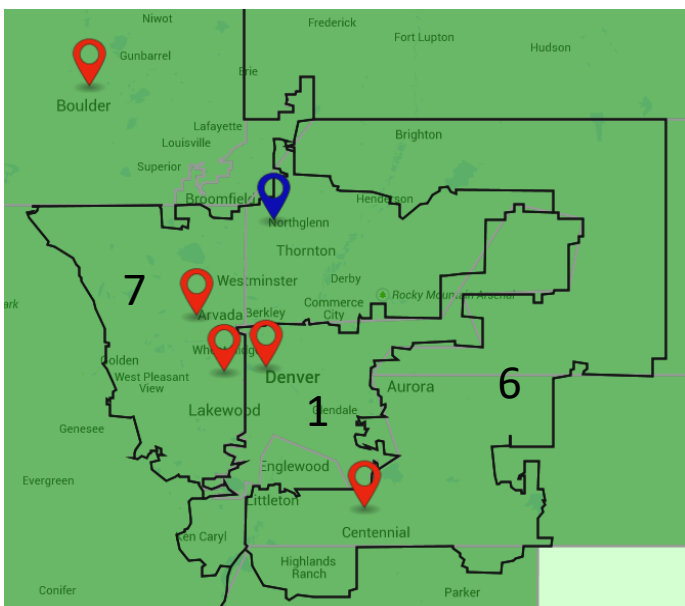 Niwot
Frederick
Fort Lupton
Hudson
Gunbarrel
Erie
Boulder
Lafayette
Brighton
Louisville
Superior
Broomfield
Henderson
Northglenn
Thornton
7
Westminster
Derby
Rocky Mountain Arsenal
Commerce
City
Arvada
Berkley
Golden
Denver
West Pleasant
View
Aurora
6
Lakewood
1
Glendale
Genesee
Englewood
Evergreen
Littleton
Centennial
Ken Caryl
Highlands
Ranch
Conifer
Parker